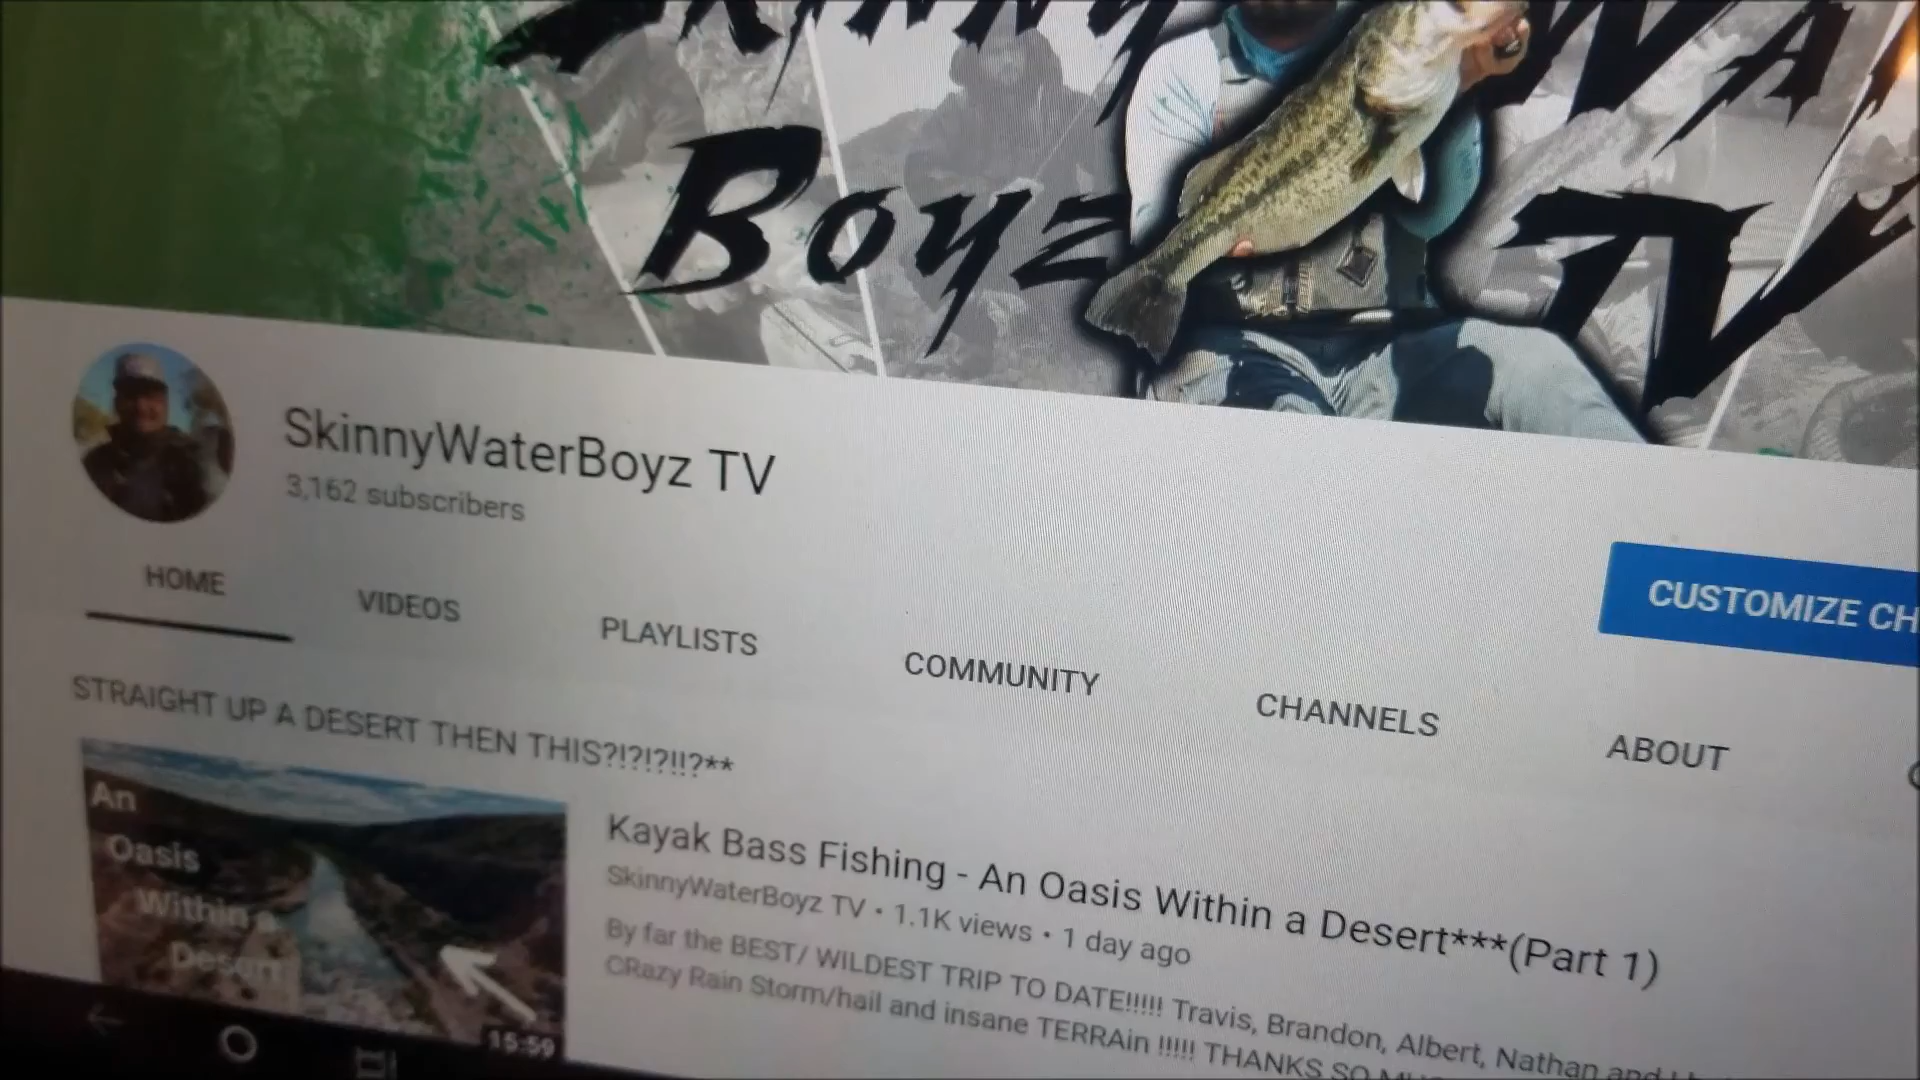 Skinny Wa
Boyz TV
SkinnyWaterBoyz TV
3,162 subscribers
CUSTOMIZE CH
HOME VIDEOS PLAYLISTS COMMUNITY CHANNELS ABOUT
STRAIGHT UP A DESERT THEN THIS?!?!?!!?**
An
Oasis
Within a
Desert
15:59
Kayak Bass Fishing - An Oasis Within a Desert***(Part 1)
SkinnyWaterBoyz TV • 1.1K views • 1 day ago
By far the BEST/ WILDEST TRIP TO DATE!!!!! Travis, Brandon, Albert, Nathan and
CRazy Rain Storm/hail and insane TERRAin !!!!! THANKS SO